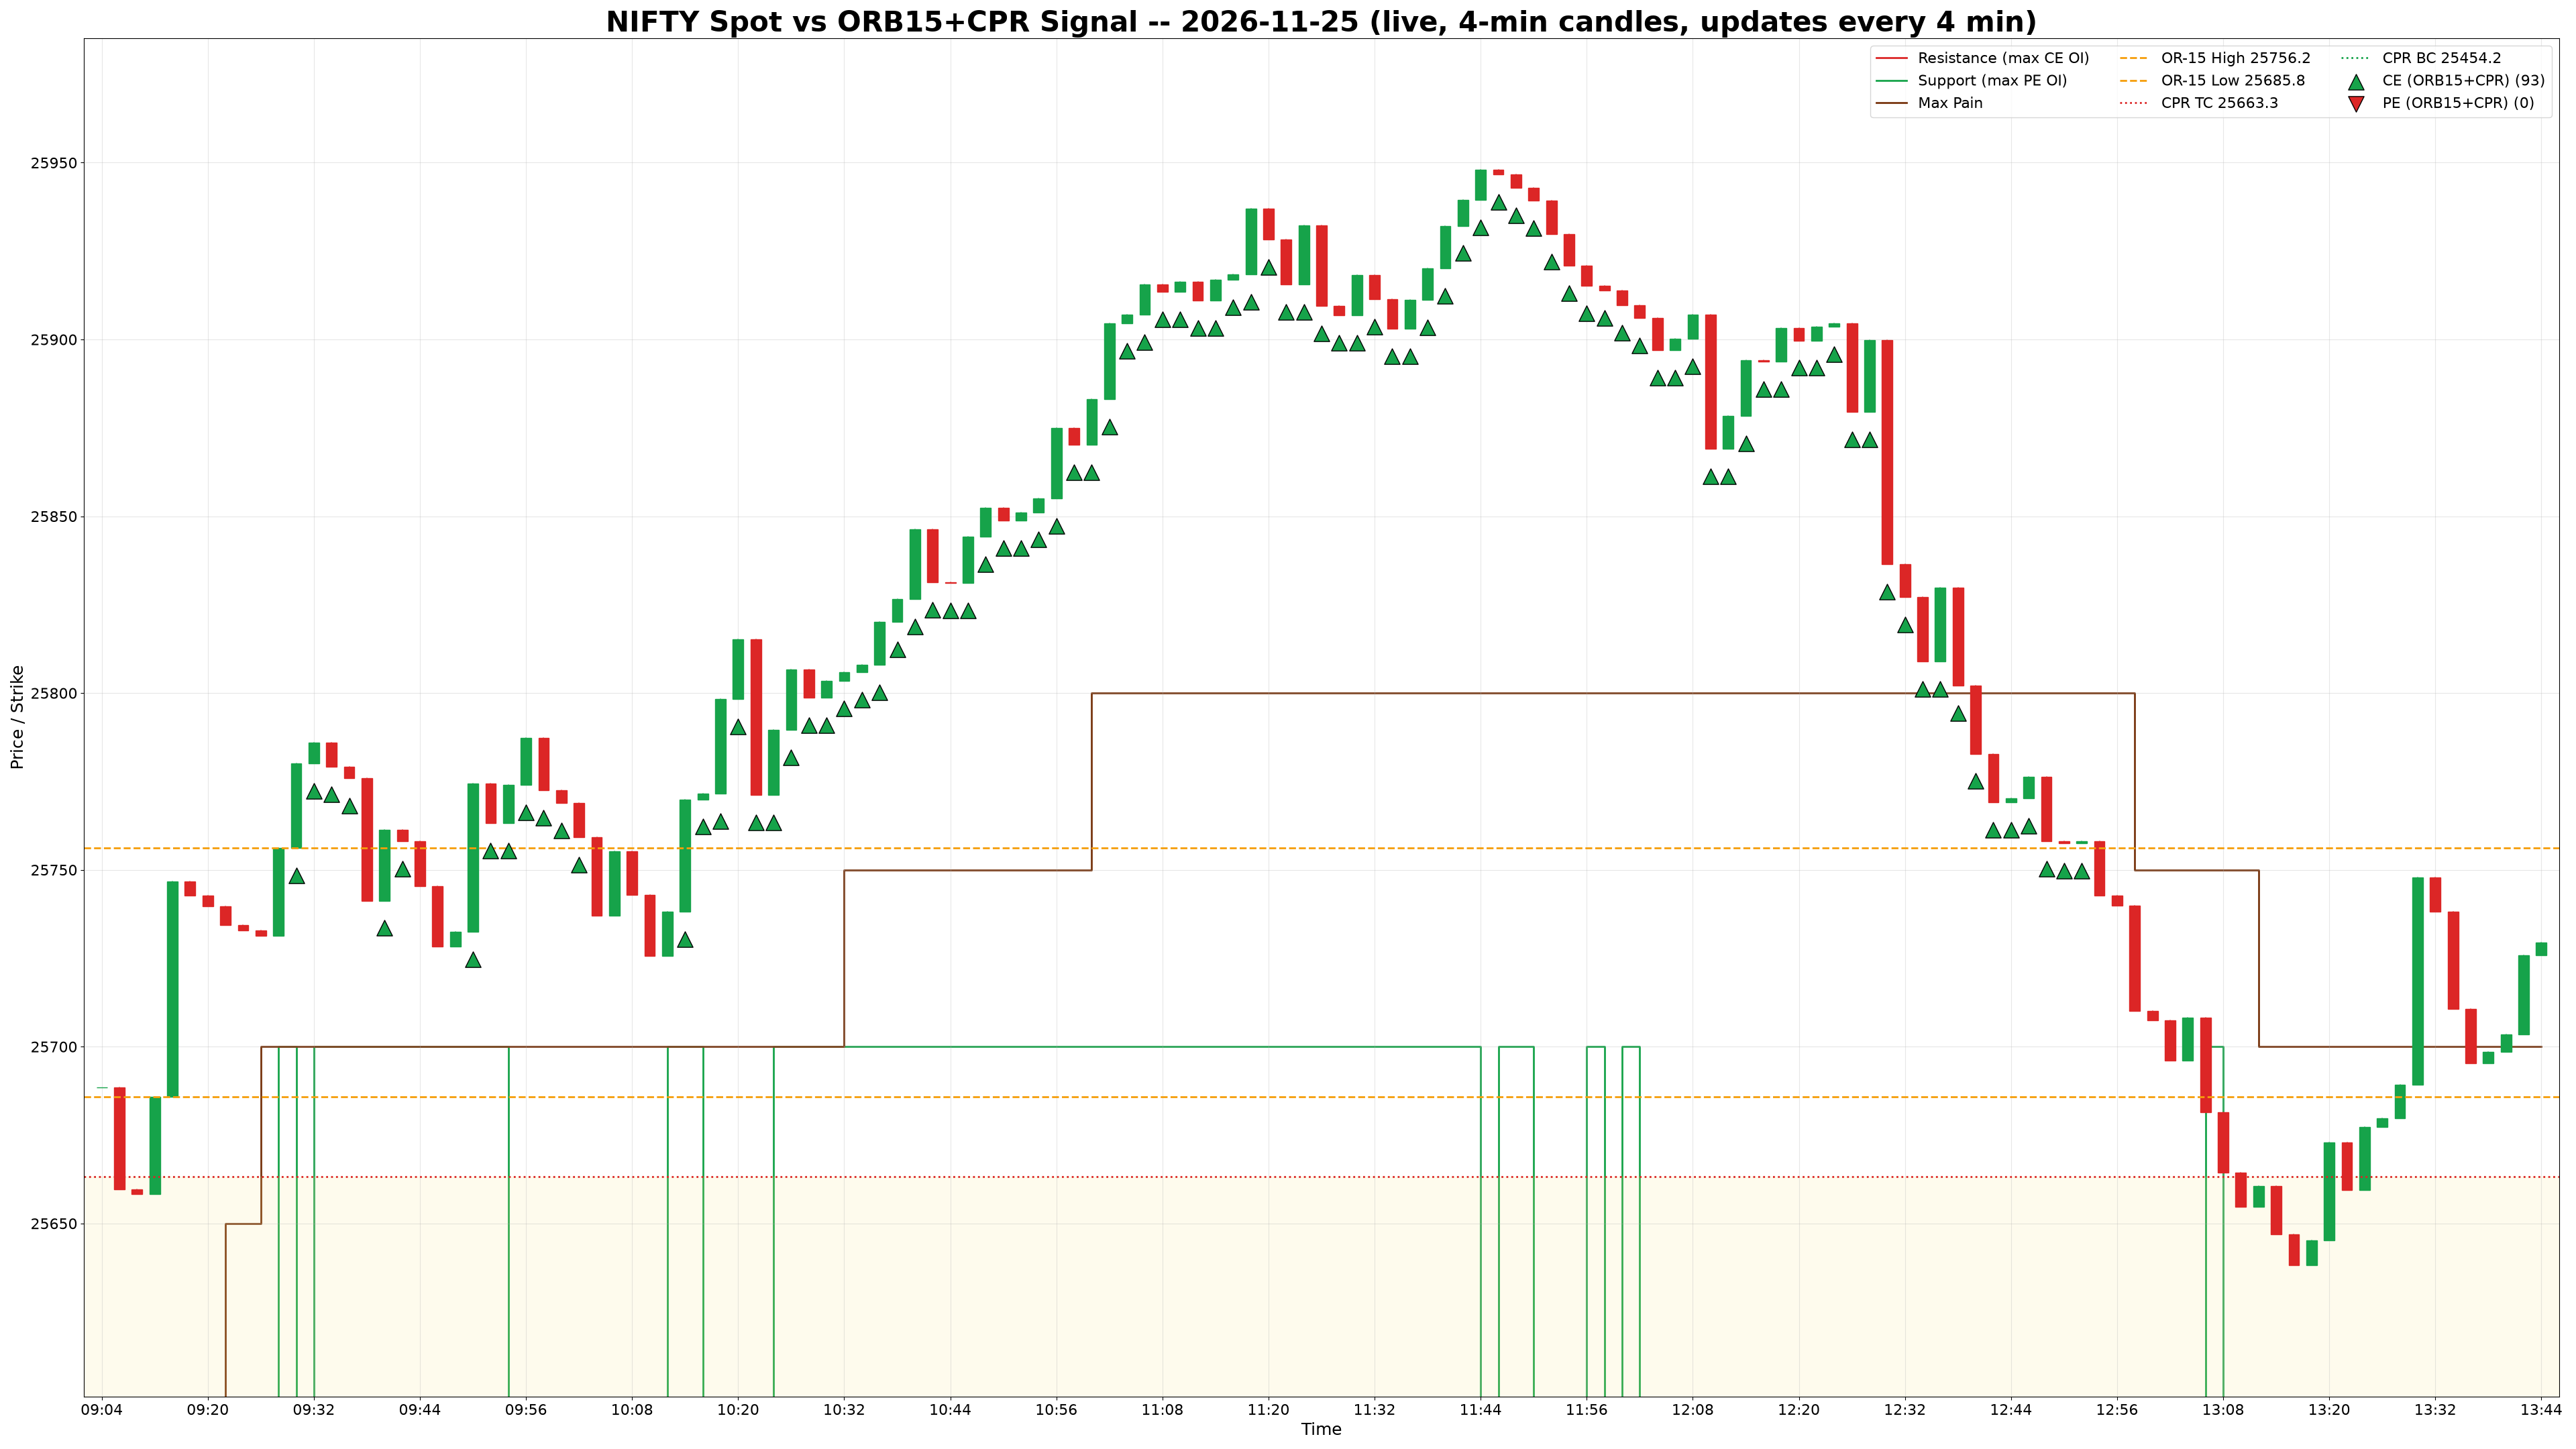 NIFTY Spot vs ORB15+CPR Signal -- 2026-11-25 (live, 4-min candles, updates every 4 min)
Resistance (max CE OI)
Support (max PE OI)
Max Pain
OR-15 High 25756.2
OR-15 Low 25685.8
CPR TC 25663.3
CPR BC 25454.2
CE (ORB15+CPR) (93)
PE (ORB15+CPR) (0)
Price / Strike
25950
25900
25850
25800
25750
25700
25650
09:04 09:20 09:32 09:44 09:56 10:08 10:20 10:32 10:44 10:56 11:08 11:20 11:32 11:44 11:56 12:08 12:20 12:32 12:44 12:56 13:08 13:20 13:32 13:44
Time